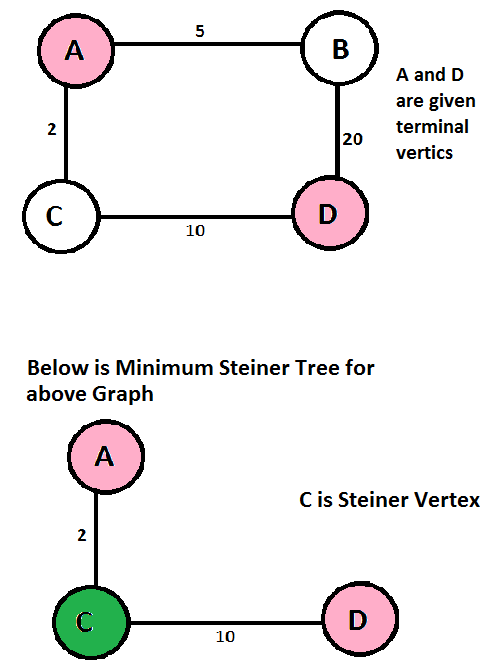 5
A
B
A and D
are given
terminal
vertics
2
20
C
D
10
Below is Minimum Steiner Tree for
above Graph
A
C is Steiner Vertex
2
C
D
10